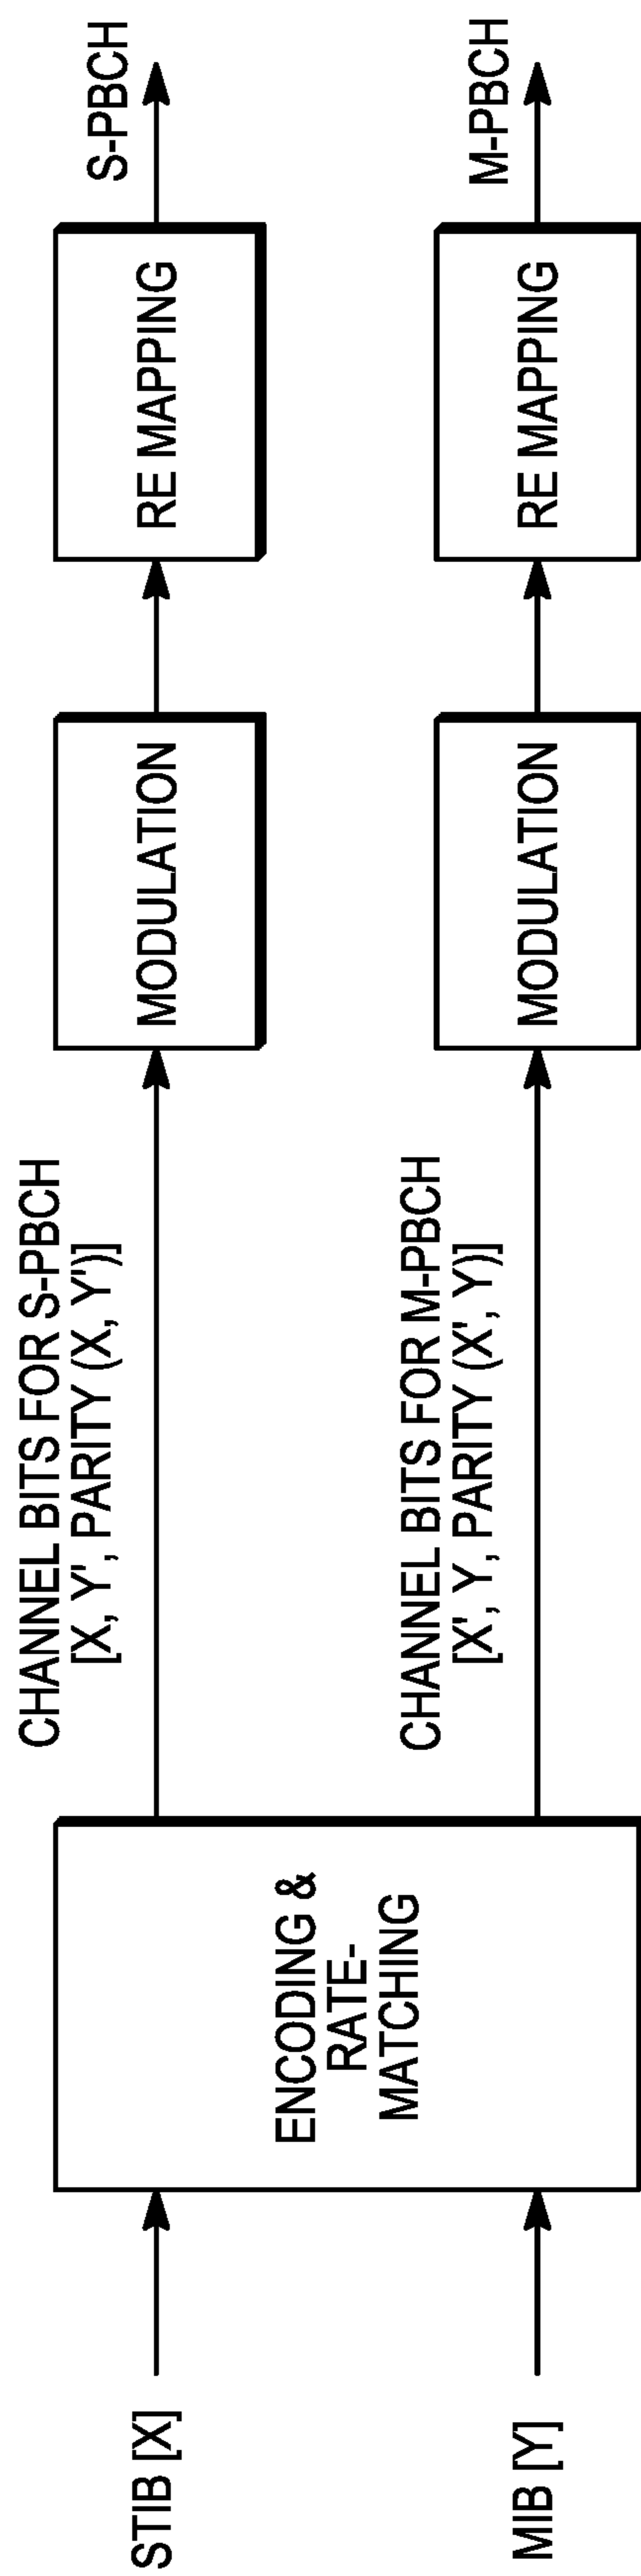 STIB [X]
MIB [Y]
ENCODING &
RATE-
MATCHING
CHANNEL BITS FOR S-PBCH
[X, Y', PARITY (X, Y')]
CHANNEL BITS FOR M-PBCH
[X', Y, PARITY (X', Y)]
MODULATION
MODULATION
RE MAPPING
RE MAPPING
S-PBCH
M-PBCH